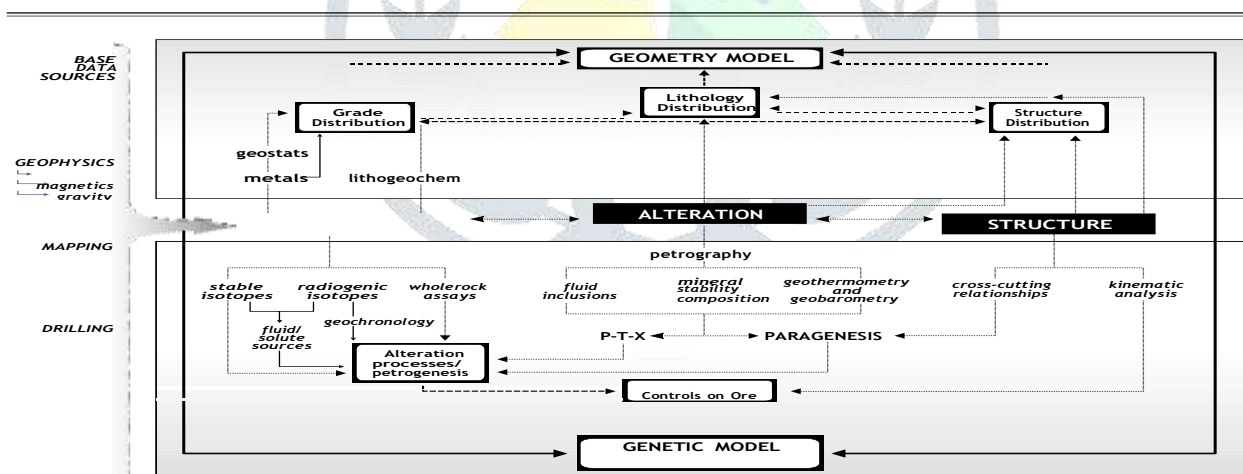 BASE
DATA
SOURCES
GEOMETRY MODEL
Grade
Distribution
Lithology
Distribution
Structure
Distribution
geostats
metals
lithogeochem
GEOPHYSICS
magnetics
gravity
ALTERATION
STRUCTURE
MAPPING
petrography
stable
isotopes
radiogenic
isotopes
wholerock
assays
fluid
inclusions
mineral
stability
composition
geothermometry
and
geobarometry
cross-cutting
relationships
kinematic
analysis
DRILLING
fluid/
solute
sources
geochronology
P-T-X
PARAGENESIS
Alteration
processes/
petrogenesis
Controls on Ore
GENETIC MODEL